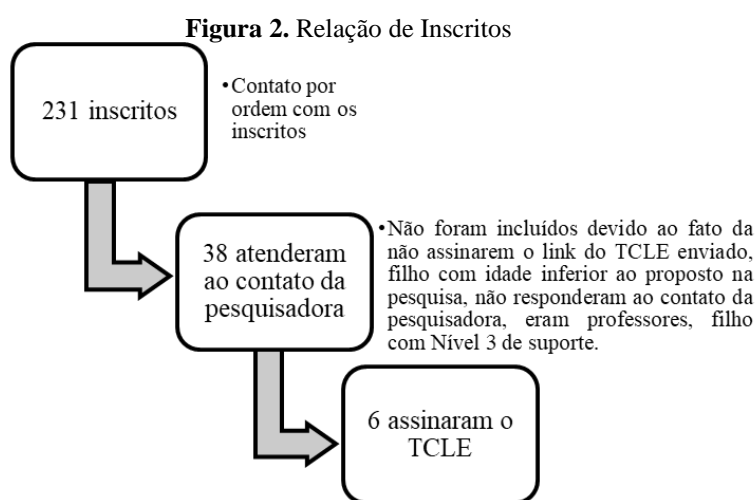 Figura 2. Relação de Inscritos
231 inscritos
•Contato por
ordem com os
inscritos
38 atenderam
ao contato da
pesquisadora
•Não foram incluídos devido ao fato da
não assinarem o link do TCLE enviado,
filho com idade inferior ao proposto na
pesquisa, não responderam ao contato da
pesquisadora, eram professores, filho
com Nível 3 de suporte.
6 assinaram o
TCLE